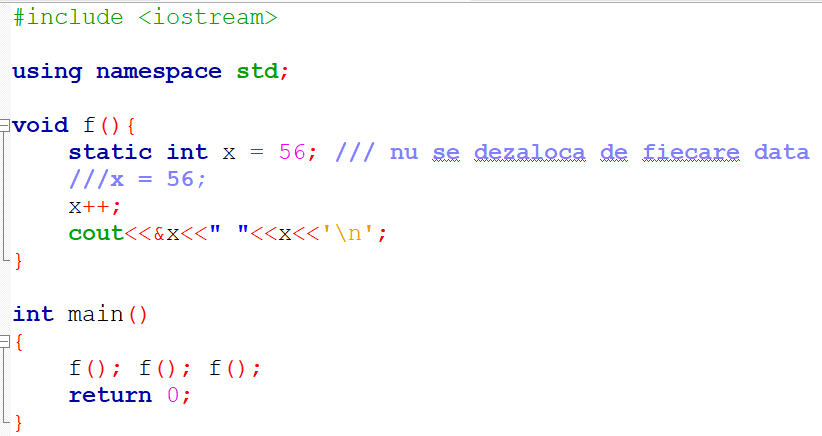 #include <iostream>
using namespace std;
void f(){
static int x = 56; /// nu se dezaloca de fiecare data
///x = 56;
x++;
cout<<&x<<" "<<x<<'\n';
}
int main()
{
f(); f(); f();
return 0;
}